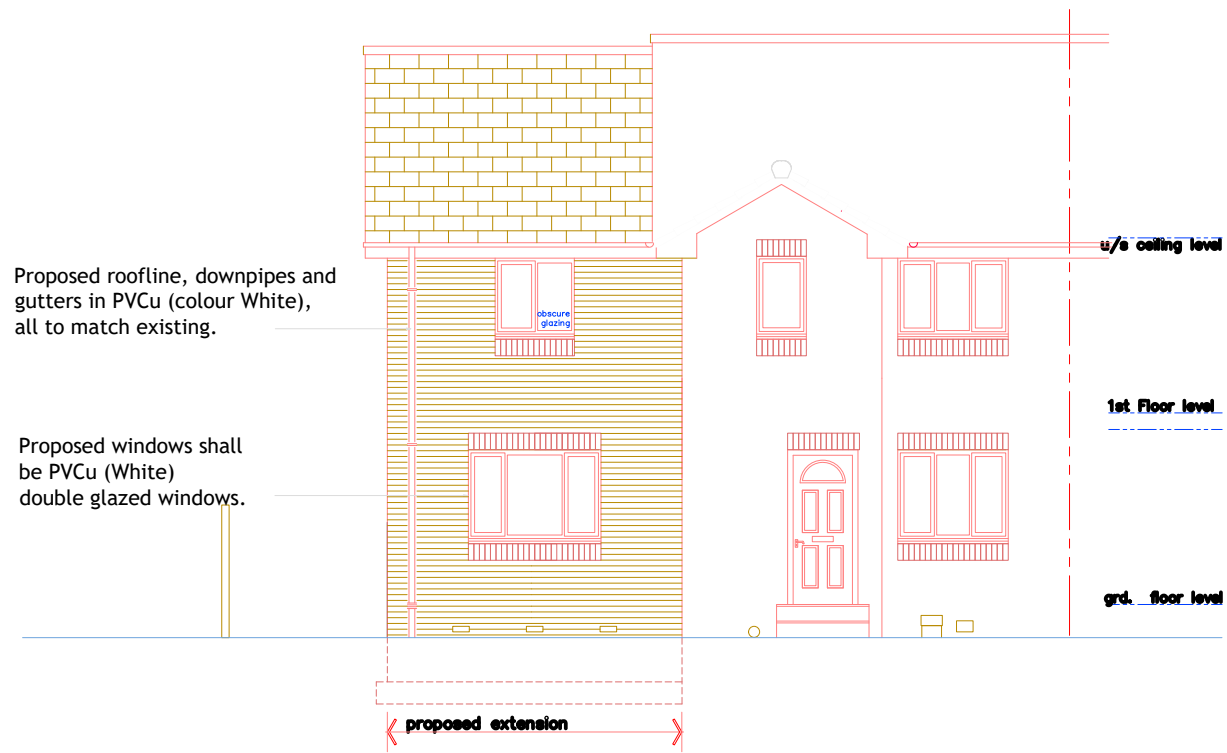 u/s ceiling level
Proposed roofline, downpipes and
gutters in PVCu (colour White),
all to match existing.
obscure
glazing
1st Floor level
Proposed windows shall
be PVCu (White)
double glazed windows.
grd. floor level
proposed extension